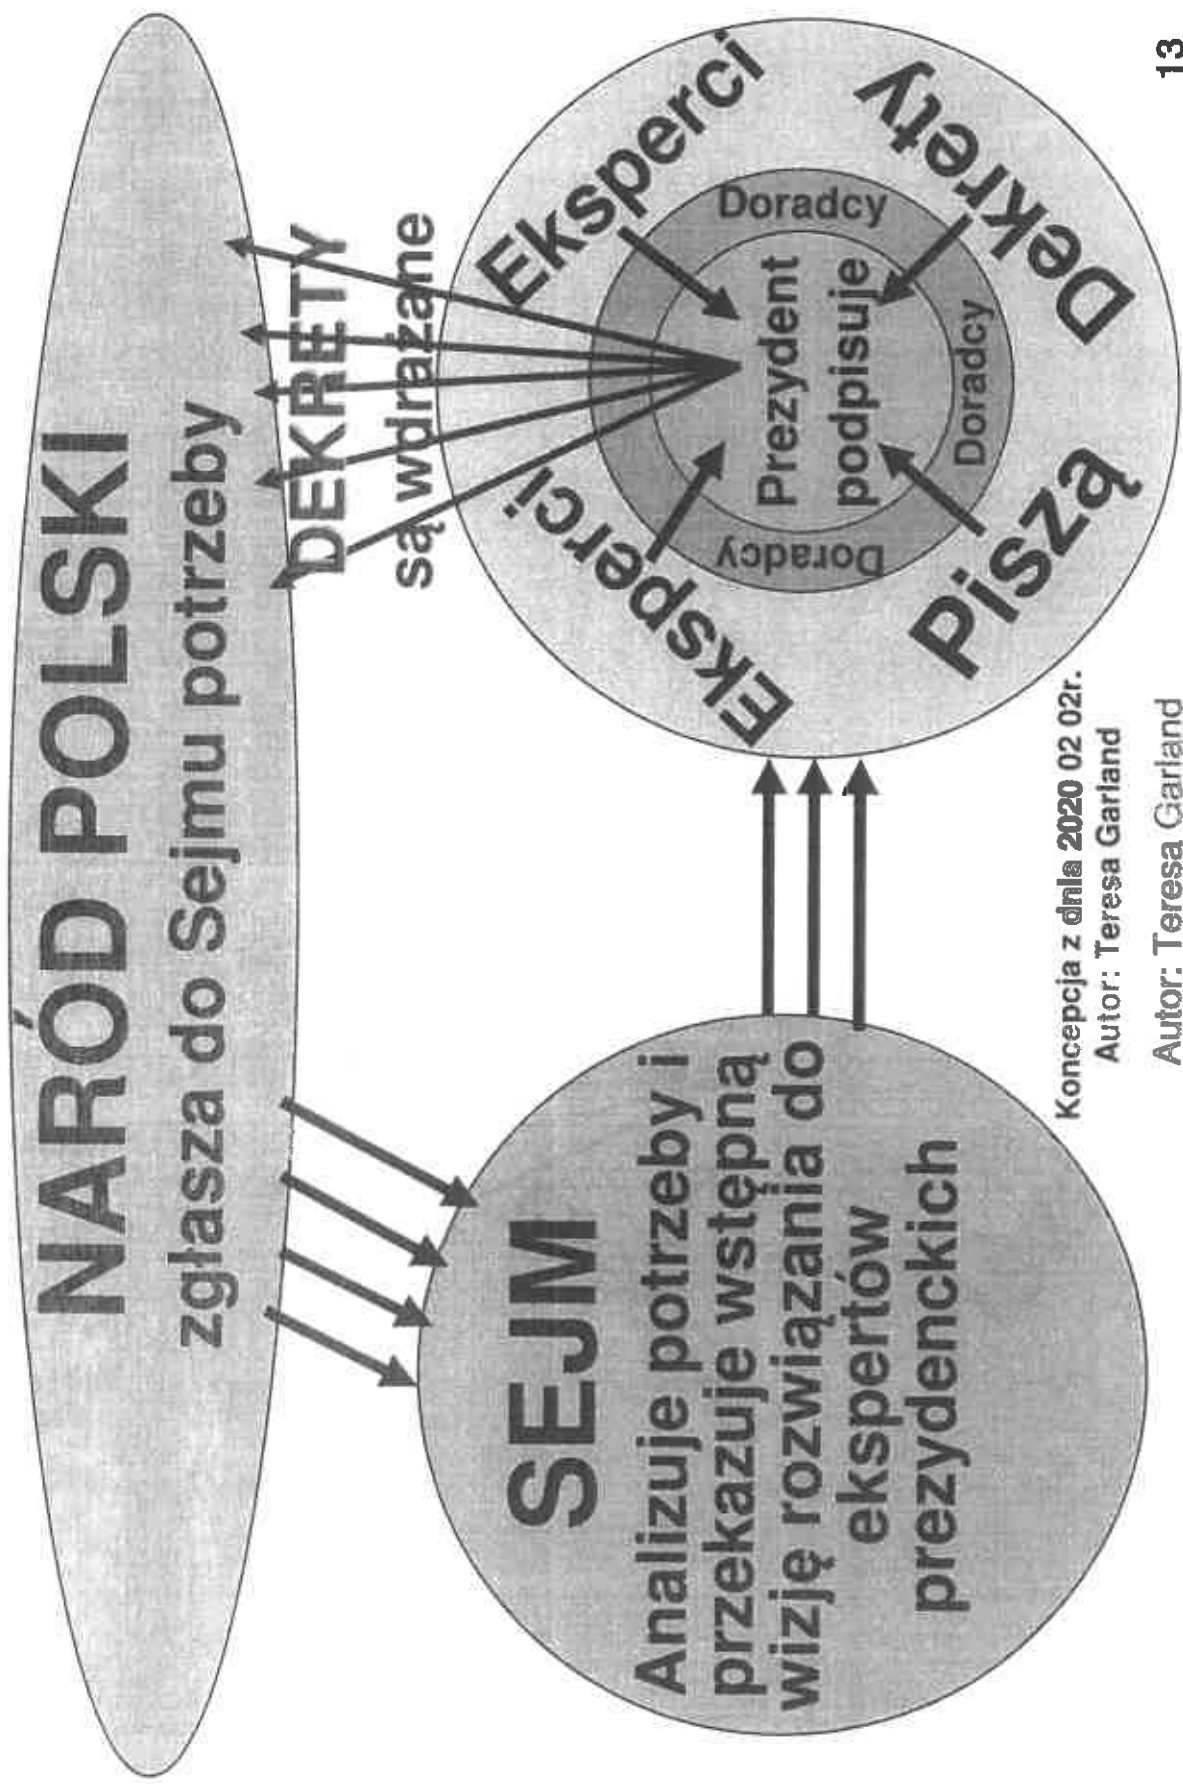 NARÓD POLSKI
zgłasza do Sejmu potrzeby
SEJM
Analizuje potrzeby i
przekazuje wstępną
wizję rozwiązania do
ekspertów
prezydenckich
DEKRETY
są wdrażane
Eksperci
Eksperci
Piszą
Dekrety
Doradcy
Doradcy
Doradcy
Prezydent
podpisuje
Koncepcja z dnia 2020 02 02r.
Autor: Teresa Garland
Autor: Teresa Garland
13